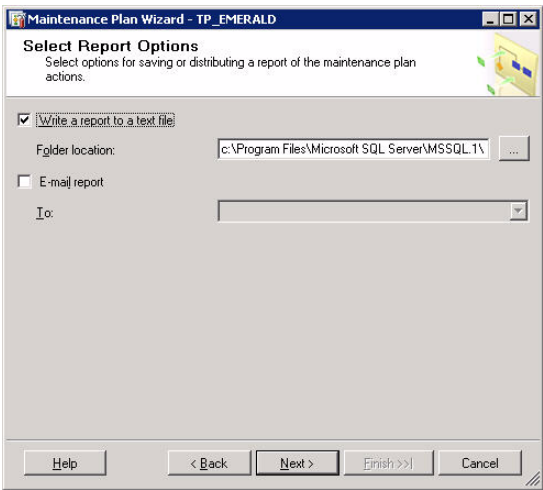 Maintenance Plan Wizard - TP_EMERALD
Select Report Options
Select options for saving or distributing a report of the maintenance plan
actions.
Write a report to a text file
Folder location:
c:\Program Files\Microsoft SQL Server\MSSQL.1\
...
E-mail report
To:
Help
< Back
Next >
Finish >>|
Cancel